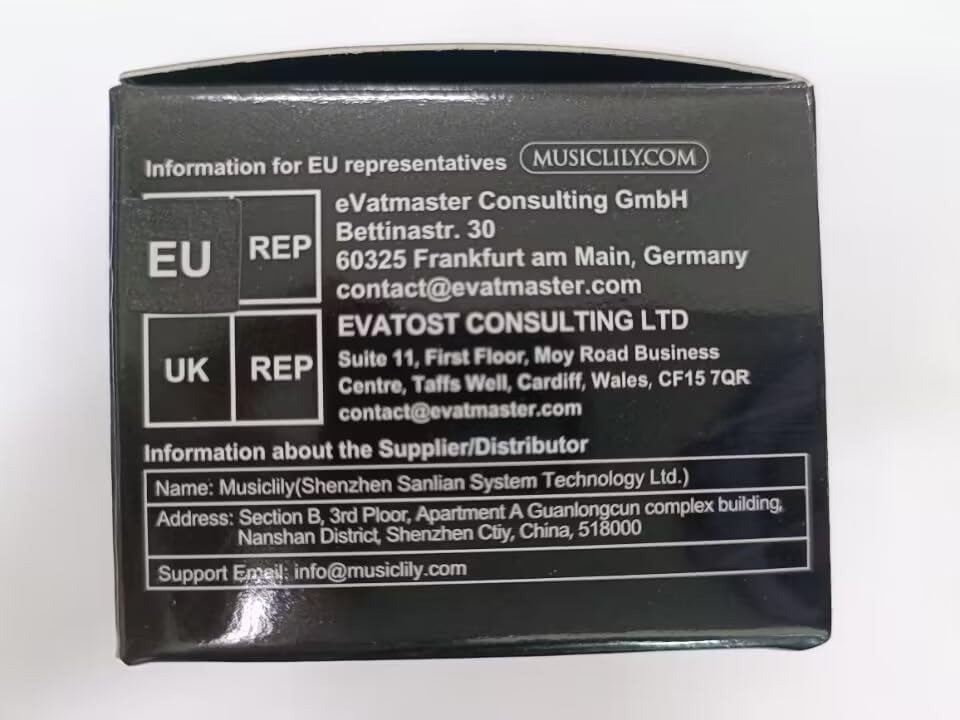 Information for EU representatives MUSICLILY.COM
EU REP
eVatmaster Consulting GmbH
Bettinastr. 30
60325 Frankfurt am Main, Germany
contact@evatmaster.com
UK REP
EVATOST CONSULTING LTD
Suite 11, First Floor, Moy Road Business
Centre, Taffs Well, Cardiff, Wales, CF15 7QR
contact@evatmaster.com
Information about the Supplier/Distributor
Name: Musiclily(Shenzhen Sanlian System Technology Ltd.)
Address: Section B, 3rd Ploor, Apartment A Guanlongcun complex building,
Nanshan District, Shenzhen Ctiy, China, 518000
Support Email: info@musiclily.com